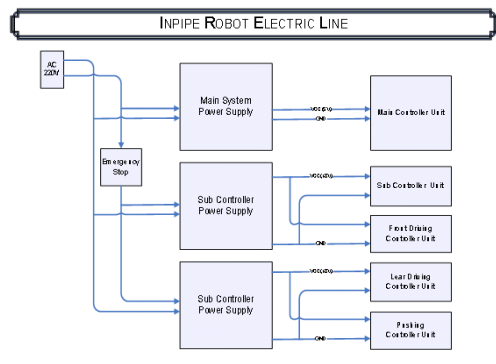 INPIPE ROBOT ELECTRIC LINE
AC
220V
Main System
Power Supply
GND
Main Controller Unit
Emergency
Stop
Sub Controller
Power Supply
Sub Controller Unit
Front Driving
Controller Unit
GND
Sub Controller
Power Supply
Lear Driving
Controller Unit
Pushing
Controller Unit
GND